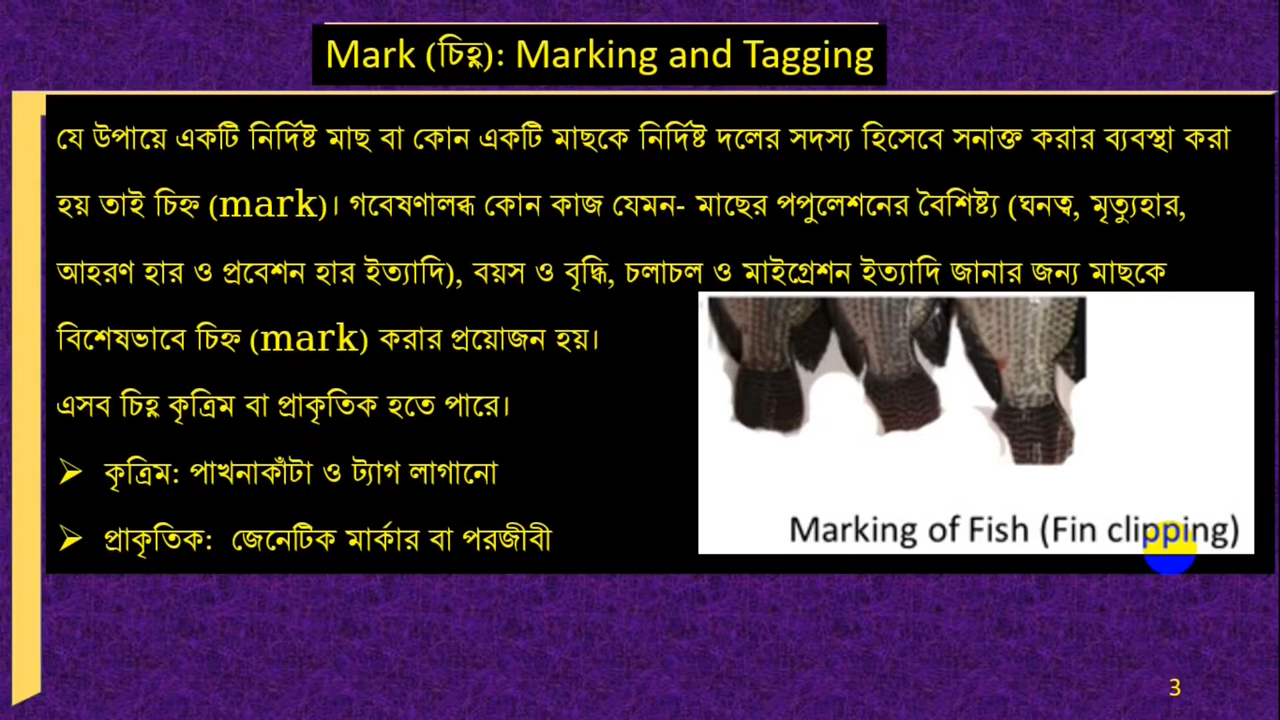 Mark (চিহ্ণ): Marking and Tagging
যে উপায়ে একটি নির্দিষ্ট মাছ বা কোন একটি মাছকে নির্দিষ্ট দলের সদস্য হিসেবে সনাক্ত করার ব্যবস্থা করা
হয় তাই চিহ্ন (mark)। গবেষণালব্ধ কোন কাজ যেমন- মাছের পপুলেশনের বৈশিষ্ট্য (ঘনত্ব, মৃত্যুহার,
আহরণ হার ও প্রবেশন হার ইত্যাদি), বয়স ও বৃদ্ধি, চলাচল ও মাইগ্রেশন ইত্যাদি জানার জন্য মাছকে
বিশেষভাবে চিহ্ন (mark) করার প্রয়োজন হয়।
এসব চিহ্ণ কৃত্রিম বা প্রাকৃতিক হতে পারে।
➤ কৃত্রিম: পাখনাকাঁটা ও ট্যাগ লাগানো
➤ প্রাকৃতিক: জেনেটিক মার্কার বা পরজীবী
Marking of Fish (Fin clipping)
3